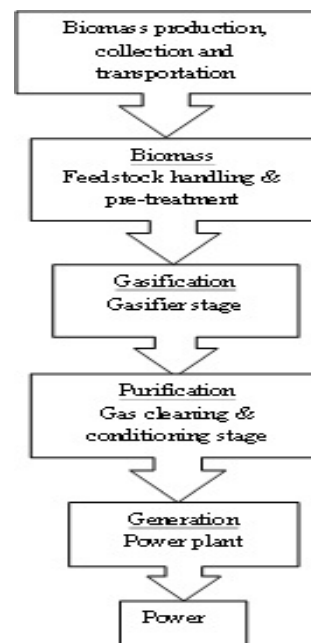 Biomass production,
collection and
transportation
Biomass
Feedstock handling &
pre-treatment
Gasification
Gasifier stage
Purification
Gas cleaning &
conditioning stage
Generation
Power plant
Power